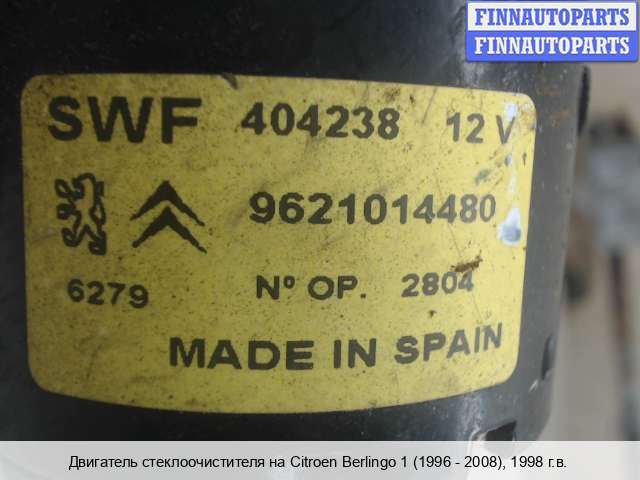 FINNAUTOPARTS
FINNAUTOPARTS
SWF 404238 12 V
9621014480
6279 Nº OP. 2804
MADE IN SPAIN
Двигатель стеклоочистителя на Citroen Berlingo 1 (1996 - 2008), 1998 г.в.